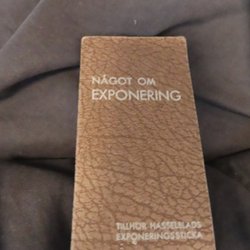 NÅGOT OM
EXPONERING
TILLHÖR HASSELBLADS
EXPONERINGSSTICKA